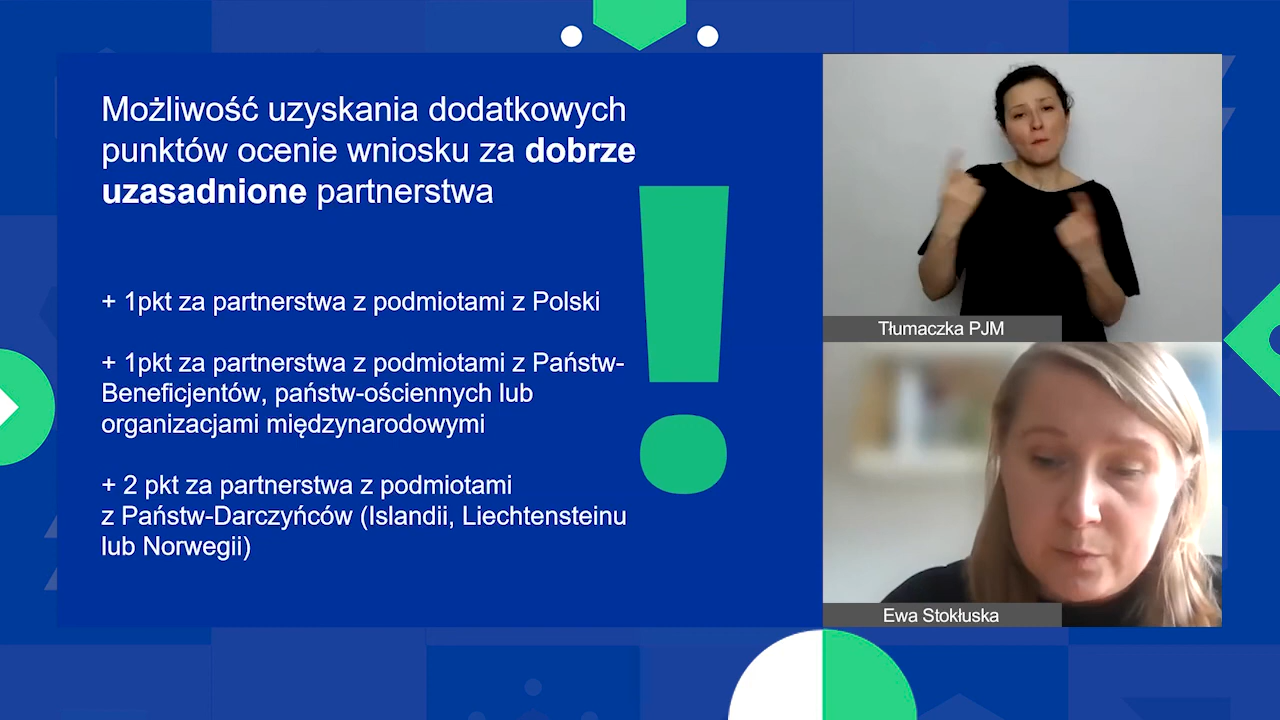 Możliwość uzyskania dodatkowych
punktów ocenie wniosku za dobrze
uzasadnione partnerstwa
+ 1pkt za partnerstwa z podmiotami z Polski
+ 1pkt za partnerstwa z podmiotami z Państw-
Beneficjentów, państw-ościennych lub
organizacjami międzynarodowymi
+ 2 pkt za partnerstwa z podmiotami
z Państw-Darczyńców (Islandii, Liechtensteinu
lub Norwegii)
!
Tłumaczka PJM
Ewa Stokłuska